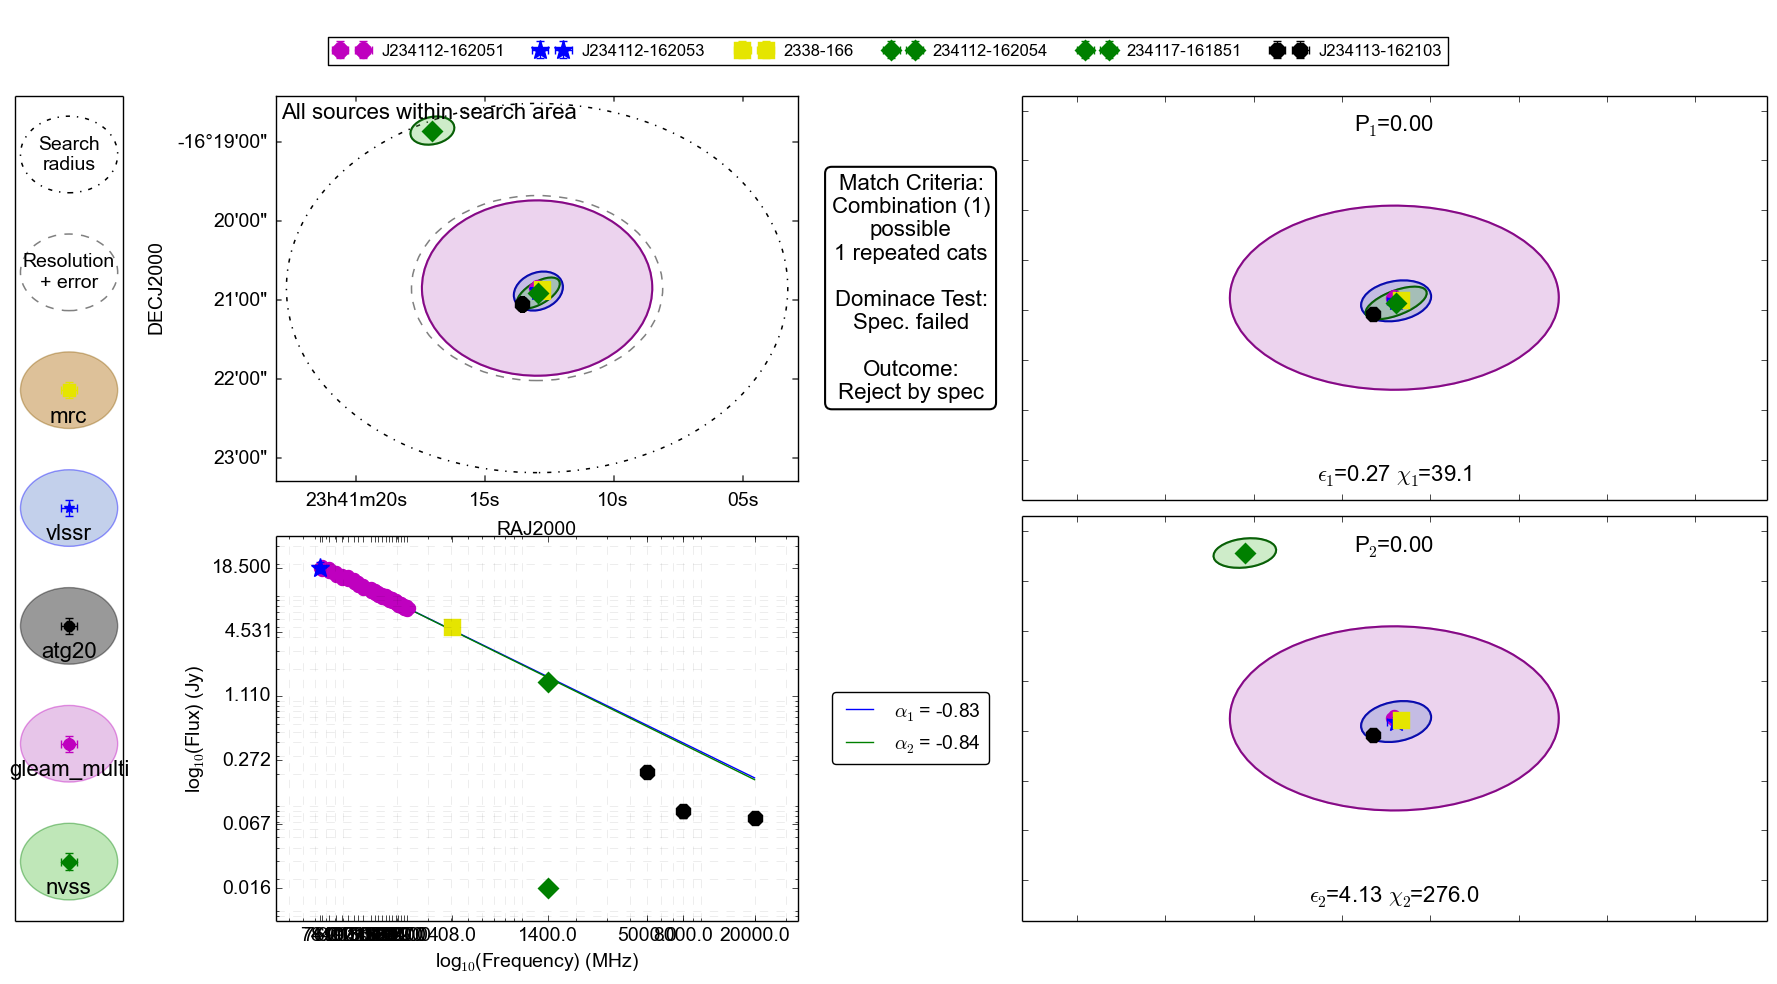 J234112-162051 J234112-162053 2338-166 234112-162054 234117-161851 J234113-162103
Search
radius
Resolution
+ error
mrc
vlssr
atg20
gleam_multi
nvss
All sources within search area
-16°19'00"
20'00"
21'00"
22'00"
23'00"
DECJ2000
23h41m20s 15s 10s 05s
RAJ2000
Match Criteria:
Combination (1)
possible
1 repeated cats
Dominace Test:
Spec. failed
Outcome:
Reject by spec
P1=0.00
ϵ1=0.27 χ1=39.1
18.500
4.531
1.110
0.272
0.067
0.016
log10(Flux) (Jy)
408.0 1400.0 5000.0 8000.0 20000.0
log10(Frequency) (MHz)
α1 = -0.83
α2 = -0.84
P2=0.00
ϵ2=4.13 χ2=276.0